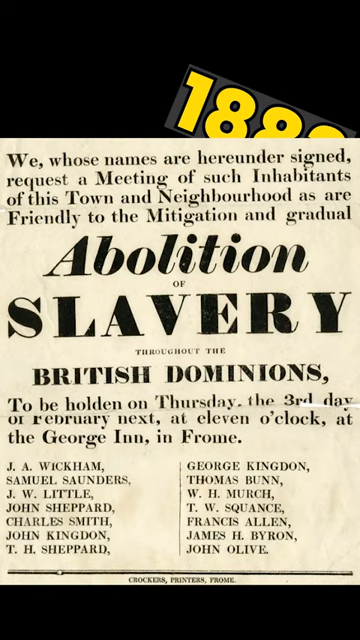 We, whose names are hereunder signed,
request a Meeting of such Inhabitants
of this Town and Neighbourhood as are
Friendly to the Mitigation and gradual
Abolition
OF
SLAVERY
THROUGHOUT THE
BRITISH DOMINIONS,
To be holden on Thursday, the 3rd day
of February next, at eleven o'clock, at
the George Inn, in Frome.
J. A. WICKHAM,
SAMUEL SAUNDERS,
J. W. LITTLE,
JOHN SHEPPARD,
CHARLES SMITH,
JOHN KINGDON,
T. H. SHEPPARD,
GEORGE KINGDON,
THOMAS BUNN,
W. H. MURCH,
T. W. SQUANCE,
FRANCIS ALLEN,
JAMES H. BYRON,
JOHN OLIVE.
CROCKERS, PRINTERS, FROME.